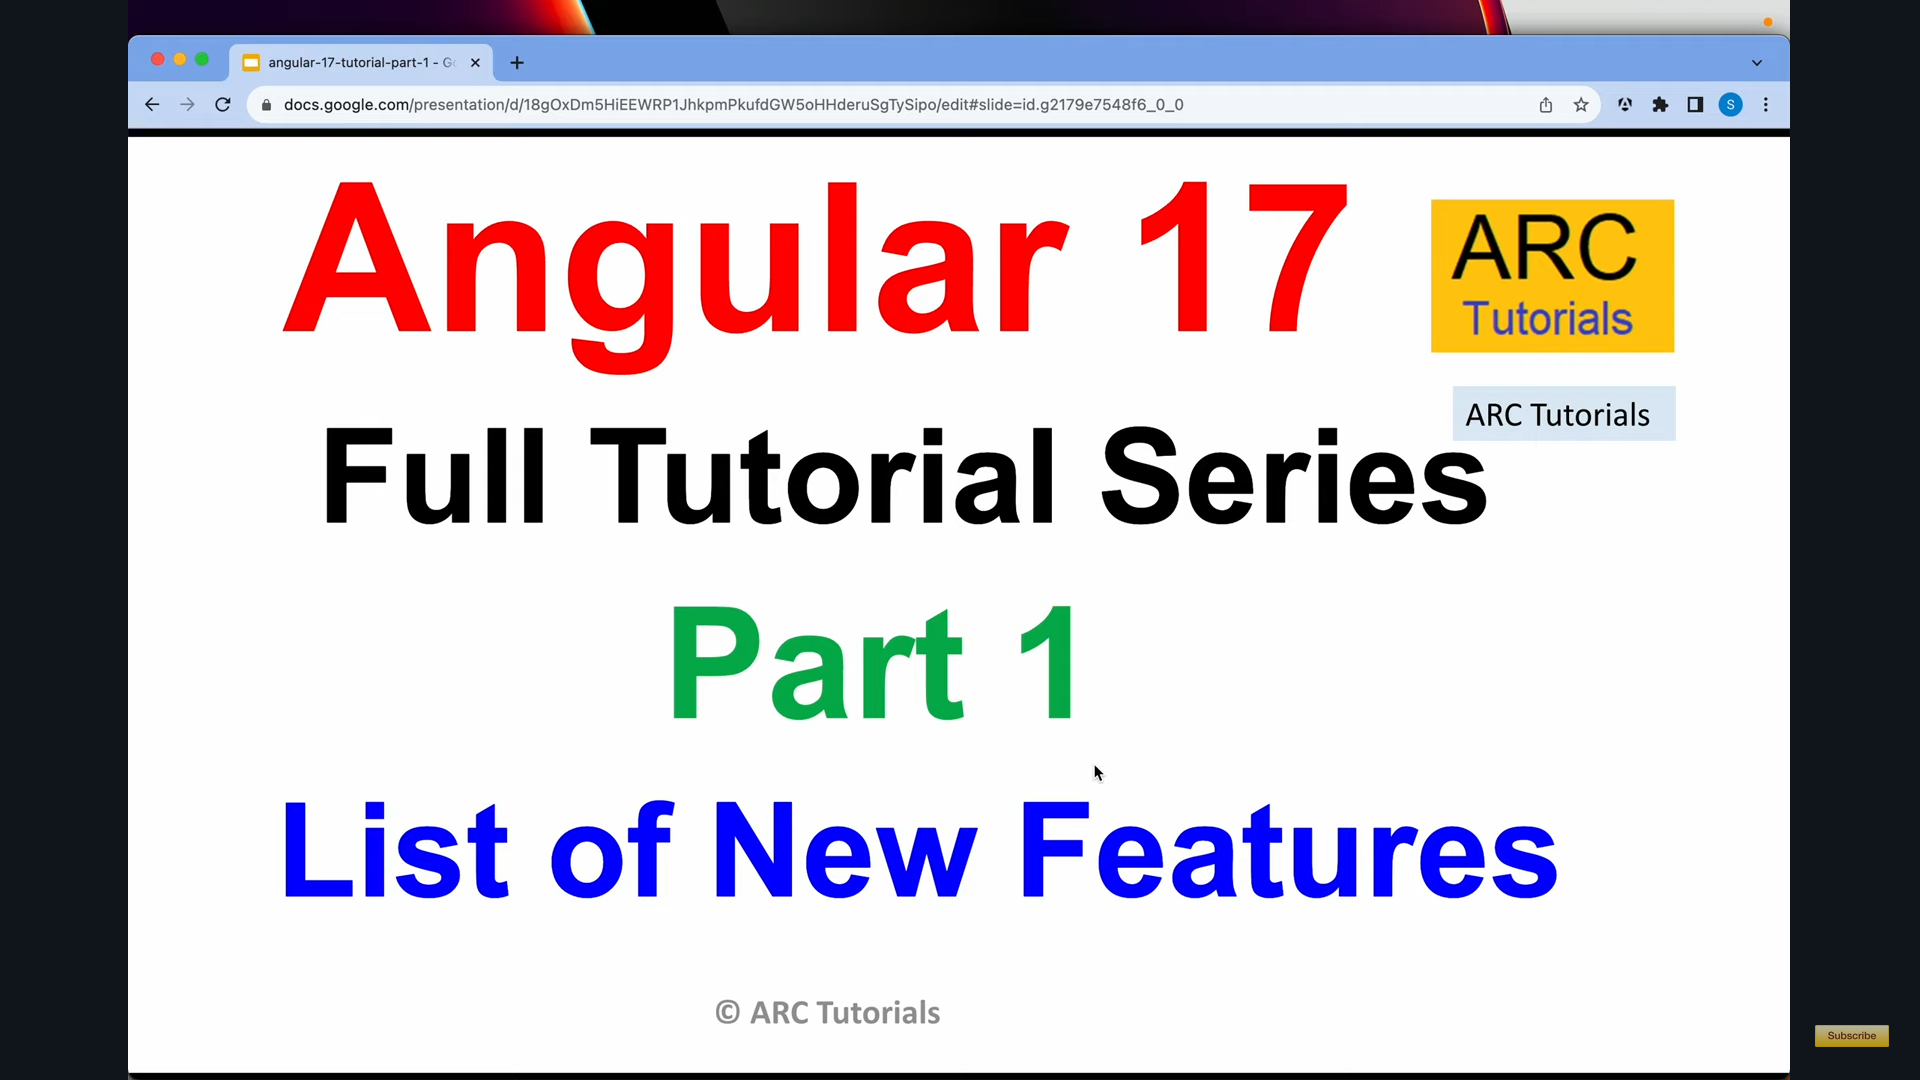 angular-17-tutorial-part-1 - Go
docs.google.com/presentation/d/18gOxDm5HiEEWRP1JhkpmPkufdGW5oHHderuSgTySipo/edit#slide=id.g2179e7548f6_0_0
S
Angular 17
ARC
Tutorials
ARC Tutorials
Full Tutorial Series
Part 1
List of New Features
© ARC Tutorials
Subscribe